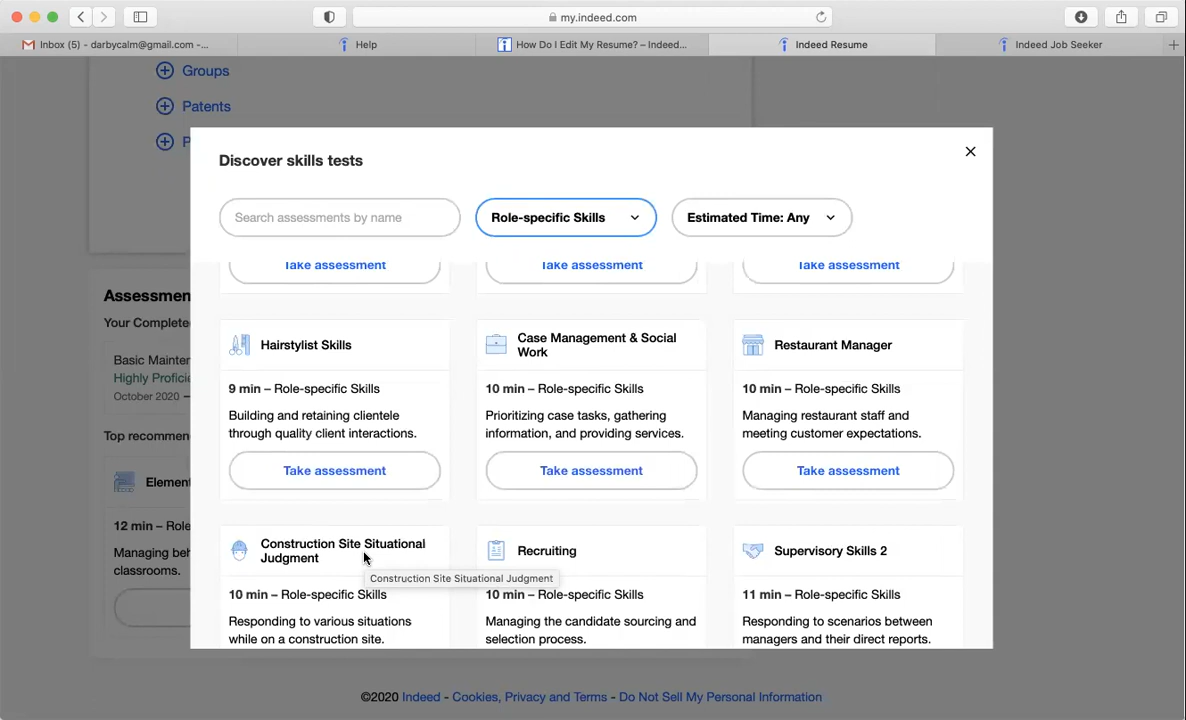 my.indeed.com
Inbox (5) - darbycalm@gmail.com -...
Help
How Do I Edit My Resume? – Indeed...
Indeed Resume
Indeed Job Seeker
Groups
Patents
P
Discover skills tests
Search assessments by name
Role-specific Skills
Estimated Time: Any
Take assessment
Take assessment
Take assessment
Hairstylist Skills
9 min – Role-specific Skills
Building and retaining clientele
through quality client interactions.
Take assessment
Case Management & Social
Work
10 min – Role-specific Skills
Prioritizing case tasks, gathering
information, and providing services.
Take assessment
Restaurant Manager
10 min – Role-specific Skills
Managing restaurant staff and
meeting customer expectations.
Take assessment
Construction Site Situational
Judgment
Construction Site Situational Judgment
10 min – Role-specific Skills
Responding to various situations
while on a construction site.
Recruiting
10 min – Role-specific Skills
Managing the candidate sourcing and
selection process.
Supervisory Skills 2
11 min – Role-specific Skills
Responding to scenarios between
managers and their direct reports.
Assessmen
Your Complete
Basic Mainter
Highly Proficie
October 2020 –
Top recommen
Element
12 min – Role
Managing beh
classrooms.
©2020 Indeed - Cookies, Privacy and Terms - Do Not Sell My Personal Information